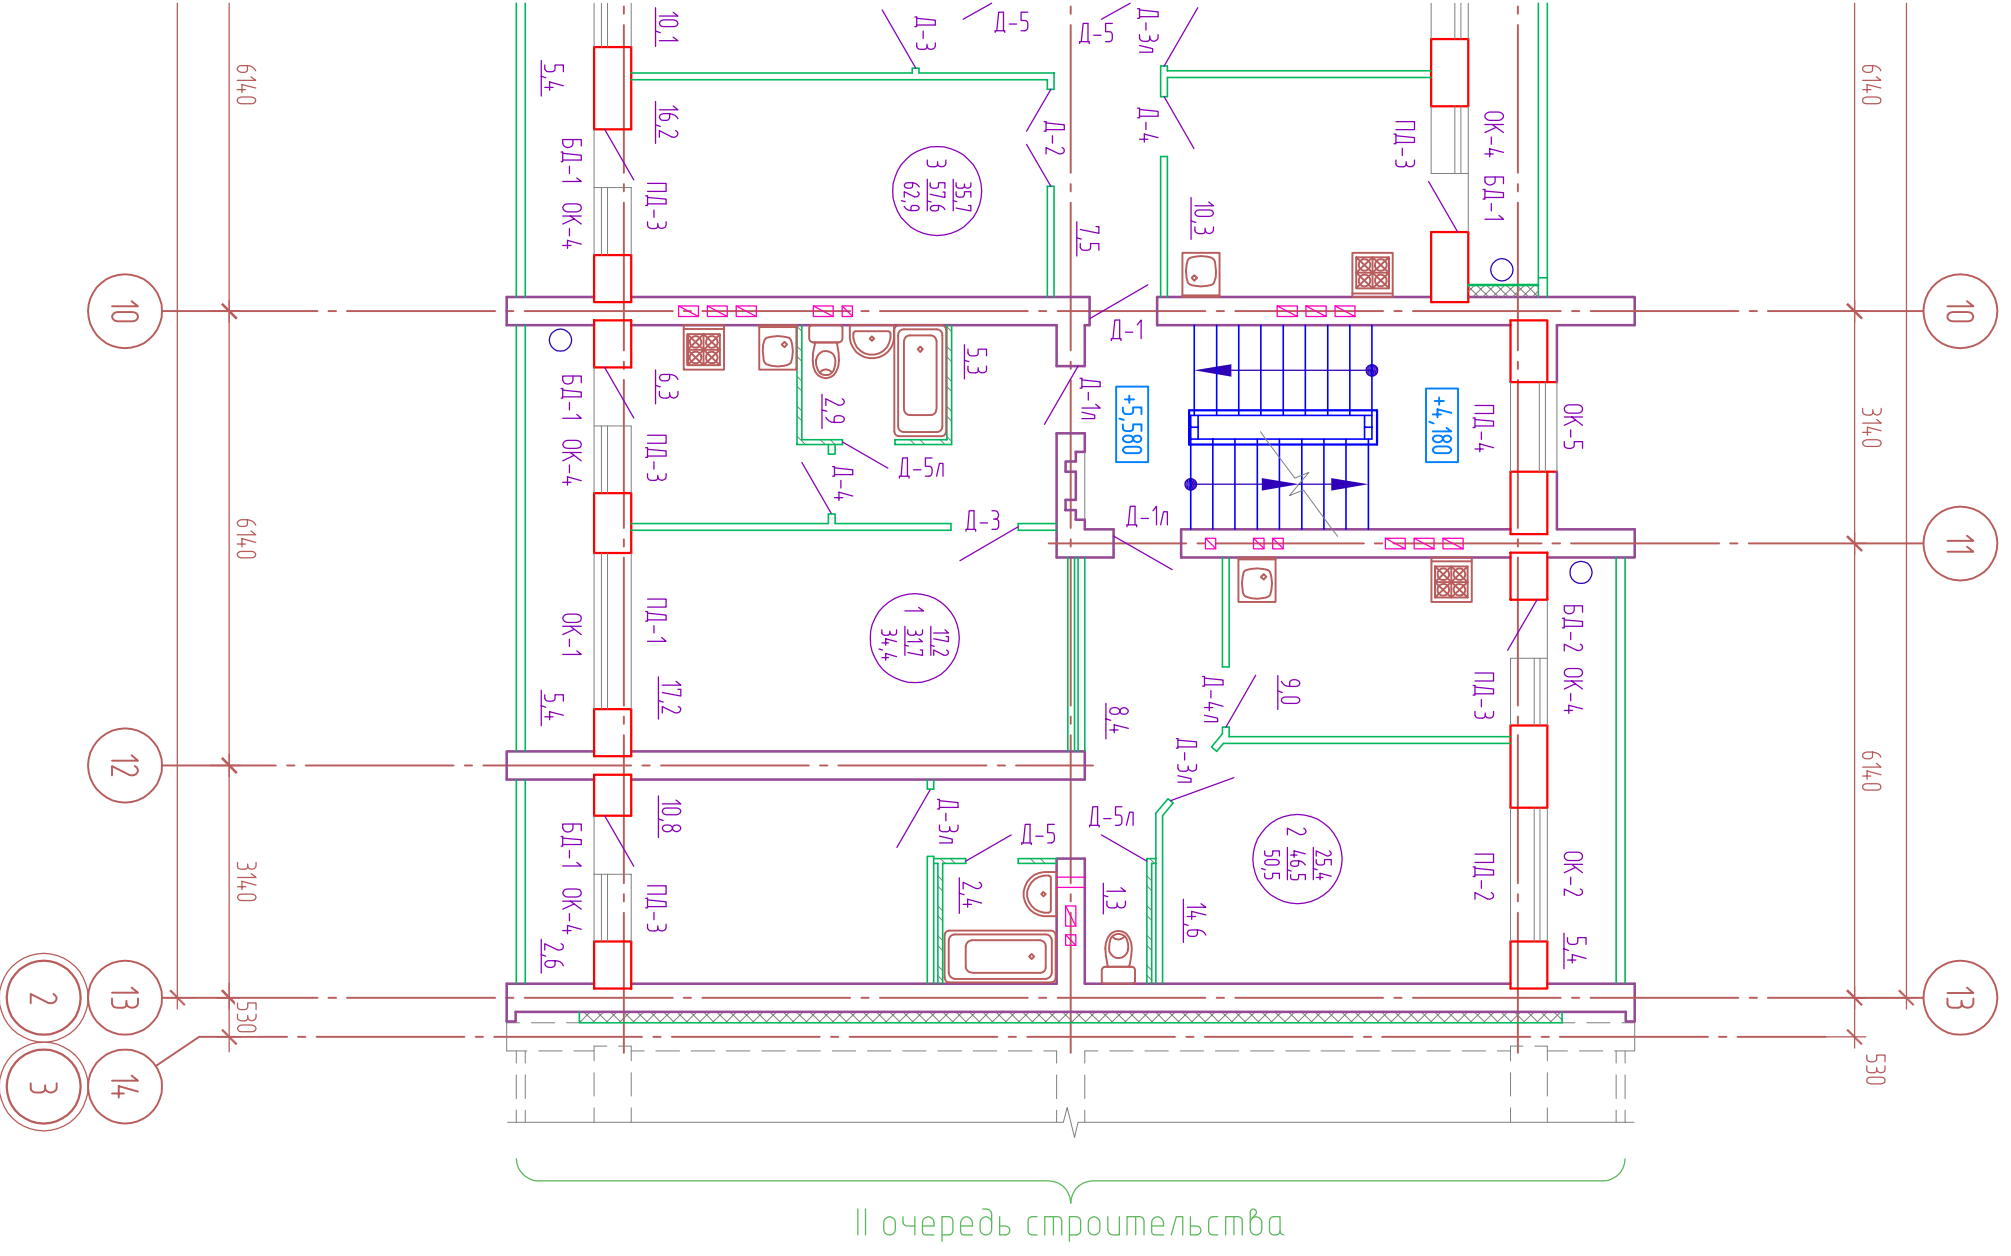 10,1
Д-3
Д-5
Д-5
Д-3л
6140
5,4
16,2
Д-2
Д-4
ПД-3
ОК-4 БД-1
6140
БД-1 ОК-4
ПД-3
3
35,7
57,6
62,9
7,5
10,3
10
10
Д-1
6,3
5,3
2,9
Д-1л
+5,580
+4,180
ПД-4
ОК-5
3140
БД-1 ОК-4
ПД-3
Д-5л
Д-4
Д-3
Д-1л
6140
11
ОК-1
ПД-1
1
17,2
31,7
34,4
17,2
5,4
8,4
Д-4л
9,0
ПД-3
БД-2 ОК-4
Д-3л
12
6140
10,8
БД-1 ОК-4
ПД-3
Д-3л
Д-5
Д-5л
2
25,4
46,5
50,5
ПД-2
ОК-2
3140
2,4
1,3
14,6
2,6
5,4
2
13
530
13
3
14
530
II очередь строительства